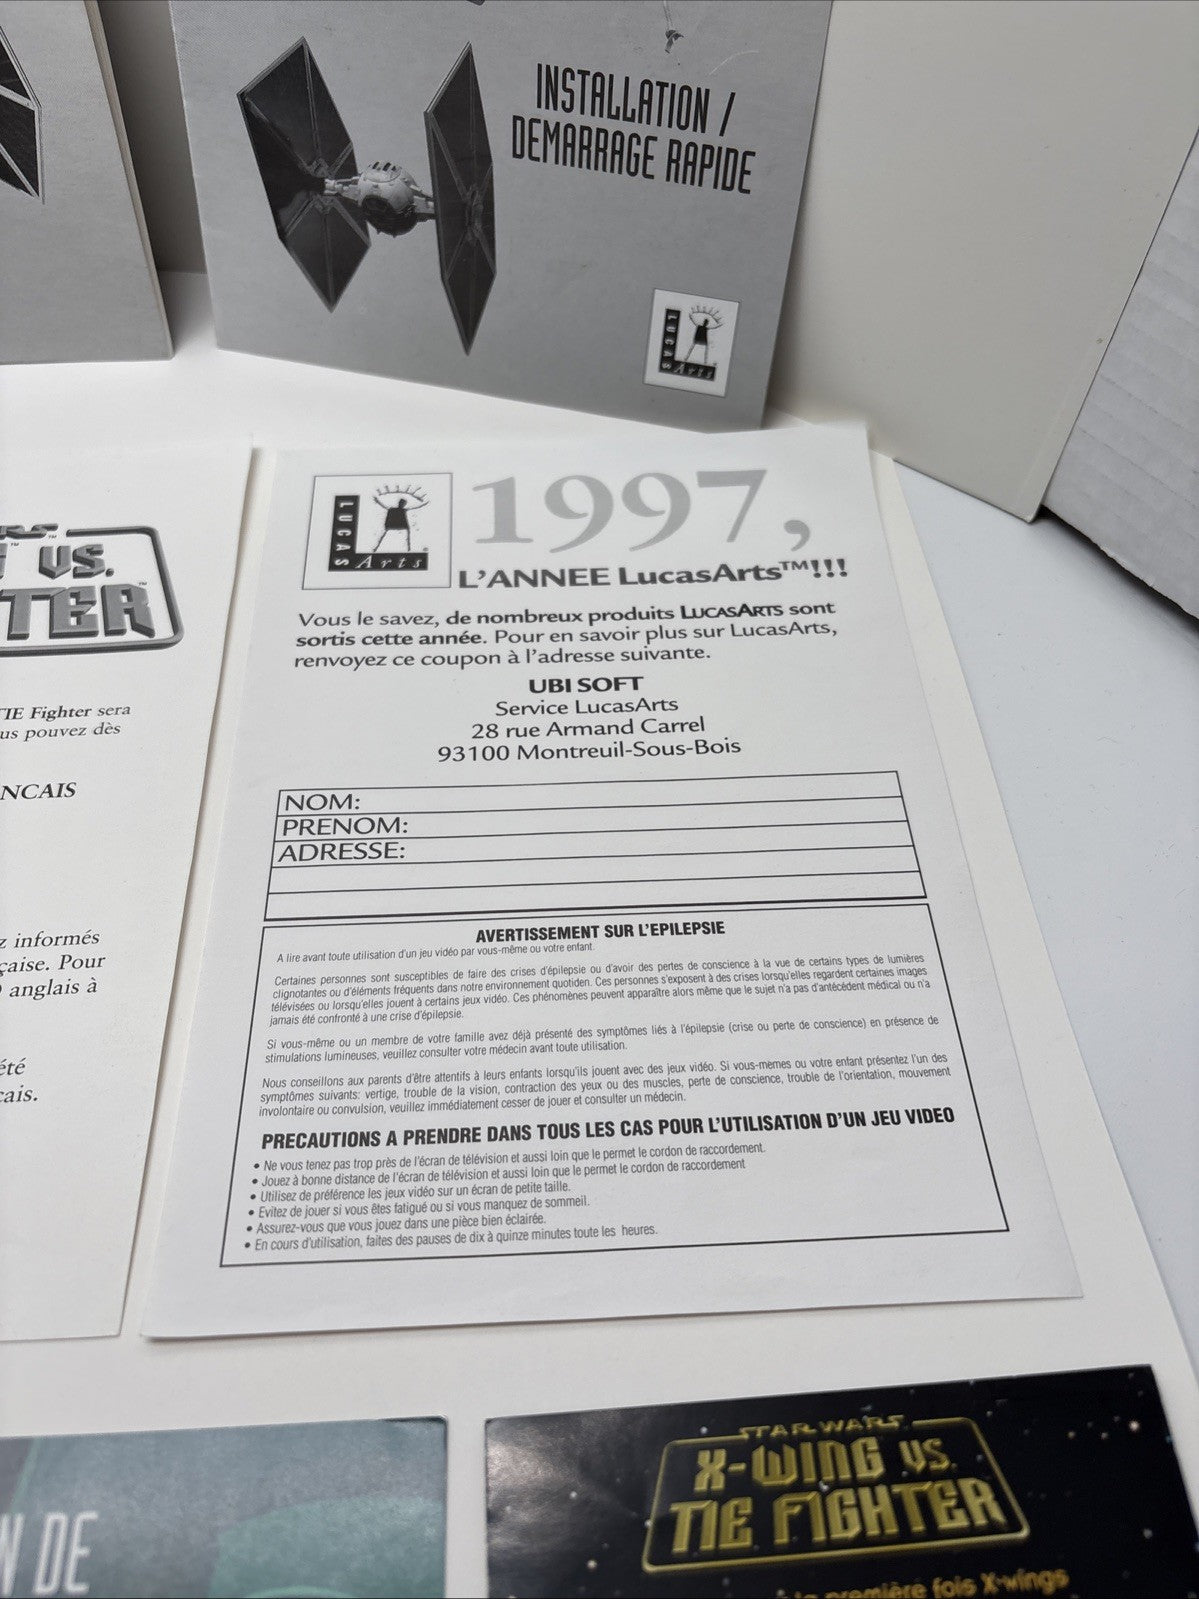 INSTALLATION /
DEMARRAGE RAPIDE
LUCAS
Arts
LUCAS
Arts
1997,
L'ANNEE LucasArts™!!!
Vous le savez, de nombreux produits LUCASARTS sont
sortis cette année. Pour en savoir plus sur LucasArts,
renvoyez ce coupon à l'adresse suivante.
UBI SOFT
Service LucasArts
28 rue Armand Carrel
93100 Montreuil-Sous-Bois
NOM:
PRENOM:
ADRESSE:
AVERTISSEMENT SUR L'EPILEPSIE
A lire avant toute utilisation d'un jeu vidéo par vous-même ou votre enfant.
Certaines personnes sont susceptibles de faire des crises d'épilepsie ou d'avoir des pertes de conscience à la vue de certains types de lumières
clignotantes ou d'éléments fréquents dans notre environnement quotidien. Ces personnes s'exposent à des crises lorsqu'elles regardent certaines images
télévisées ou lorsqu'elles jouent à certains jeux vidéo. Ces phénomènes peuvent apparaître alors même que le sujet n'a pas d'antécédent médical ou n'a
jamais été confronté à une crise d'épilepsie.
Si vous-même ou un membre de votre famille avez déjà présenté des symptômes liés à l'épilepsie (crise ou perte de conscience) en présence de
stimulations lumineuses, veuillez consulter votre médecin avant toute utilisation.
Nous conseillons aux parents d'être attentifs à leurs enfants lorsqu'ils jouent avec des jeux vidéo. Si vous-mêmes ou votre enfant présentez l'un des
symptômes suivants: vertige, trouble de la vision, contraction des yeux ou des muscles, perte de conscience, trouble de l'orientation, mouvement
involontaire ou convulsion, veuillez immédiatement cesser de jouer et consulter un médecin.
PRECAUTIONS A PRENDRE DANS TOUS LES CAS POUR L'UTILISATION D'UN JEU VIDEO
• Ne vous tenez pas trop près de l'écran de télévision et aussi loin que le permet le cordon de raccordement.
• Jouez à bonne distance de l'écran de télévision et aussi loin que le permet le cordon de raccordement
• Utilisez de préférence les jeux vidéo sur un écran de petite taille.
• Evitez de jouer si vous êtes fatigué ou si vous manquez de sommeil.
• Assurez-vous que vous jouez dans une pièce bien éclairée.
• En cours d'utilisation, faites des pauses de dix à quinze minutes toute les heures.
VS.
TER™
TIE Fighter sera
us pouvez dès
NCAIS
z informés
çaise. Pour
anglais à
été
çais.
N DE
STAR WARS
X-WING VS.
TIE FIGHTER
la première fois X-wings